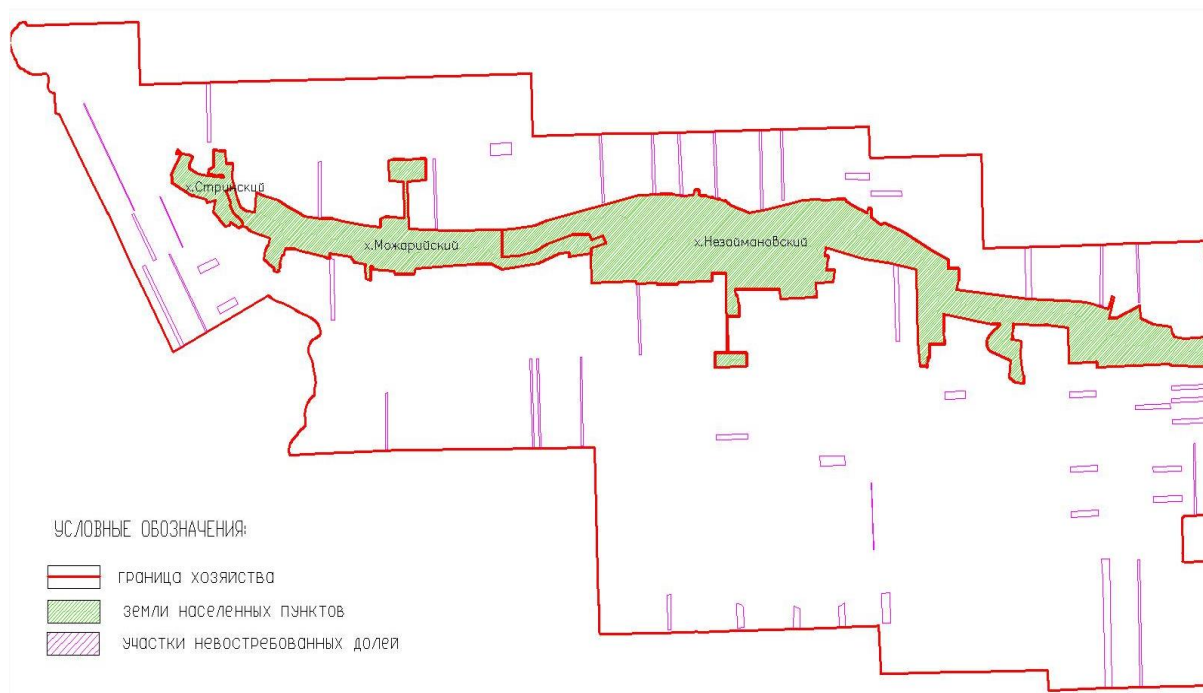 х.Стринский
х.Можарийский
х.Незаймановский
УСЛОВНЫЕ ОБОЗНАЧЕНИЯ:
ГРАНИЦА ХОЗЯЙСТВА
ЗЕМЛИ НАСЕЛЕННЫХ ПУНКТОВ
УЧАСТКИ НЕВОСТРЕБОВАННЫХ ДОЛЕЙ